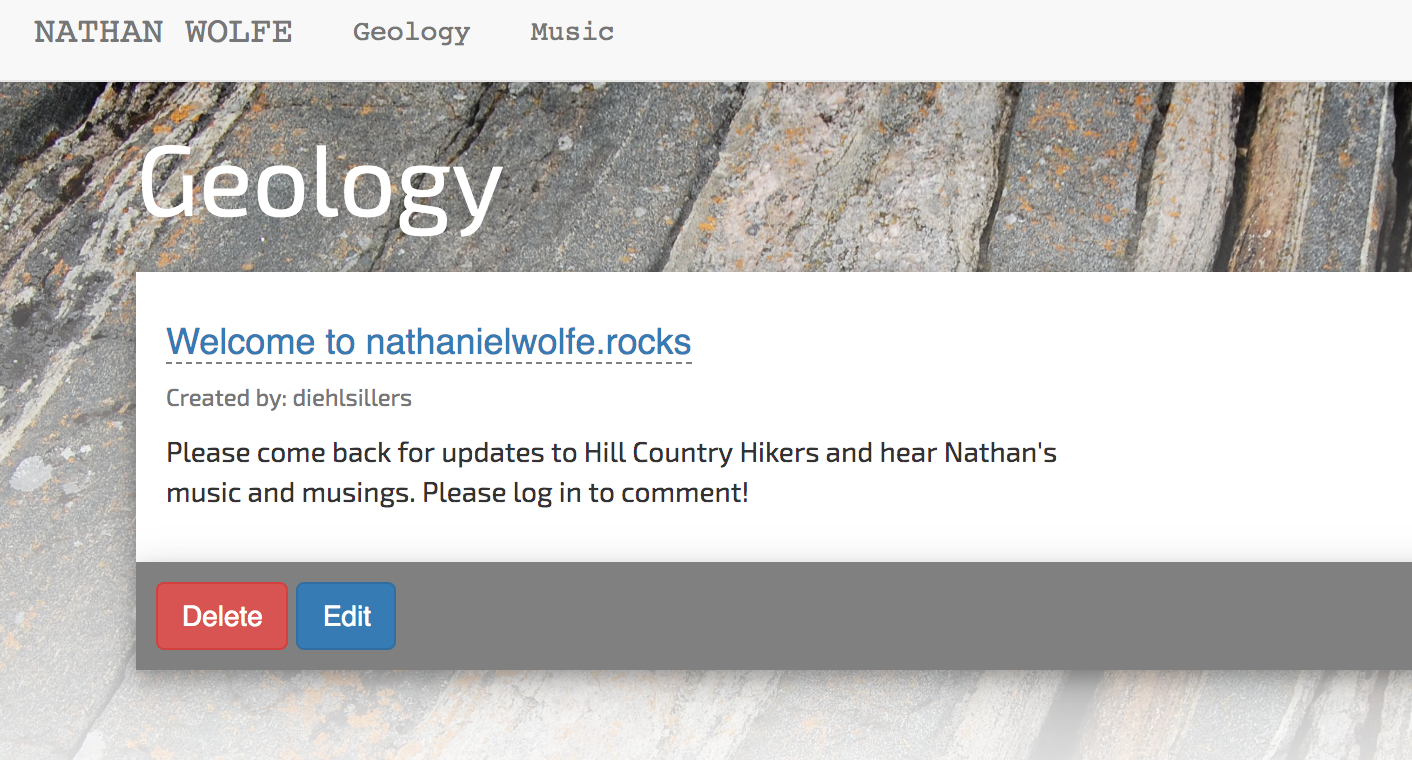 NATHAN WOLFE Geology Music
Geology
Welcome to nathanielwolfe.rocks
Created by: diehlsillers
Please come back for updates to Hill Country Hikers and hear Nathan's
music and musings. Please log in to comment!
Delete Edit